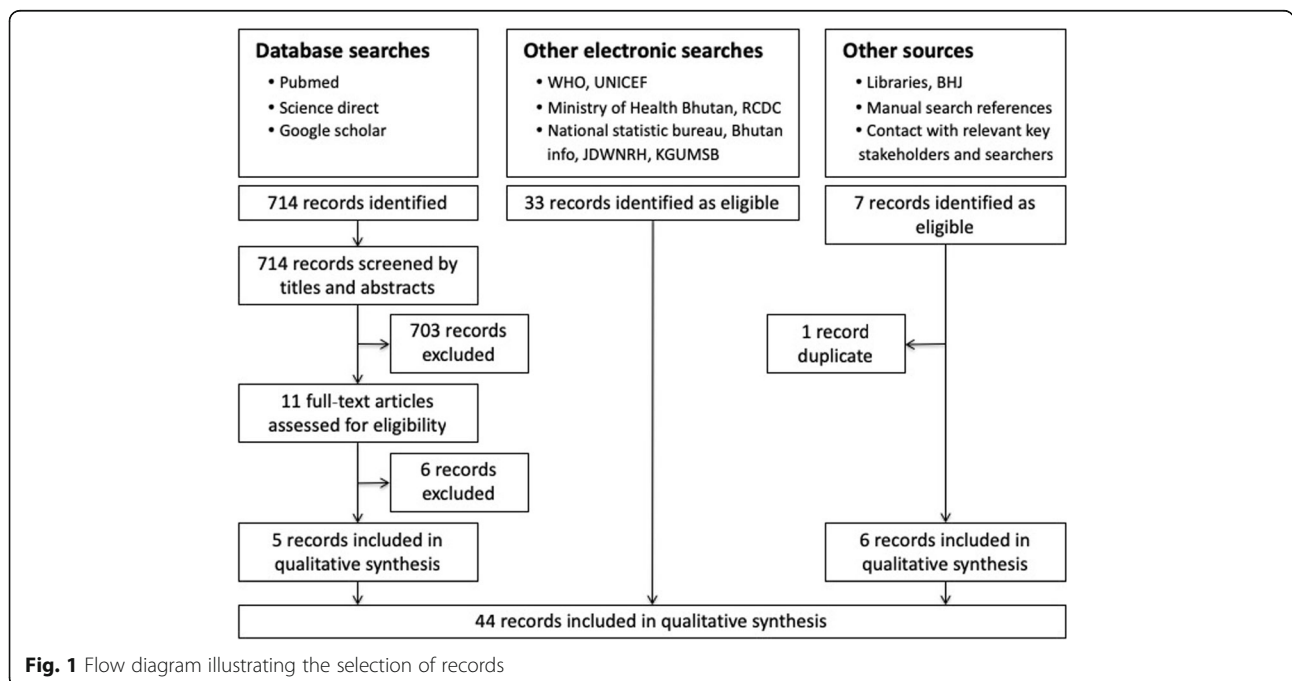 Database searches
• Pubmed
• Science direct
• Google scholar
Other electronic searches
• WHO, UNICEF
• Ministry of Health Bhutan, RCDC
• National statistic bureau, Bhutan
info, JDWNRH, KGUMSB
Other sources
• Libraries, BHJ
• Manual search references
• Contact with relevant key
stakeholders and searchers
714 records identified
33 records identified as eligible
7 records identified as
eligible
714 records screened by
titles and abstracts
703 records
excluded
1 record
duplicate
11 full-text articles
assessed for eligibility
6 records
excluded
5 records included in
qualitative synthesis
6 records included in
qualitative synthesis
44 records included in qualitative synthesis
Fig. 1 Flow diagram illustrating the selection of records